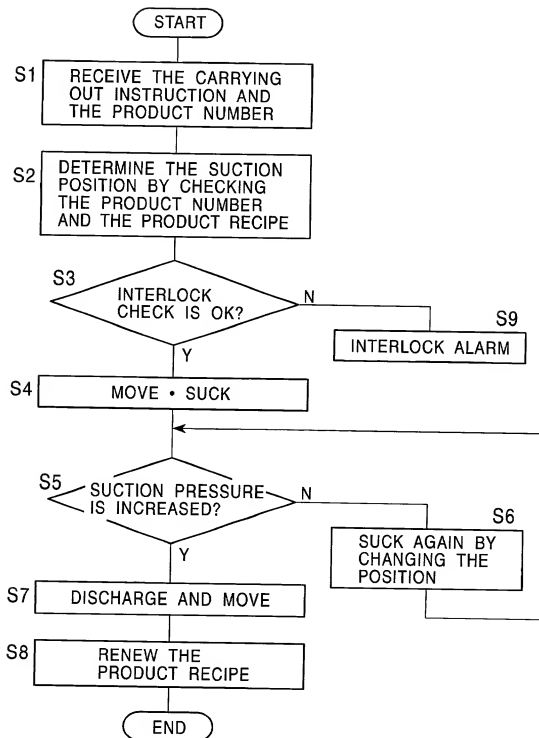 START
S1
RECEIVE THE CARRYING
OUT INSTRUCTION AND
THE PRODUCT NUMBER
S2
DETERMINE THE SUCTION
POSITION BY CHECKING
THE PRODUCT NUMBER
AND THE PRODUCT RECIPE
S3
INTERLOCK
CHECK IS OK?
N
Y
S9
INTERLOCK ALARM
S4
MOVE • SUCK
S5
SUCTION PRESSURE
IS INCREASED?
N
Y
S6
SUCK AGAIN BY
CHANGING THE
POSITION
S7
DISCHARGE AND MOVE
S8
RENEW THE
PRODUCT RECIPE
END